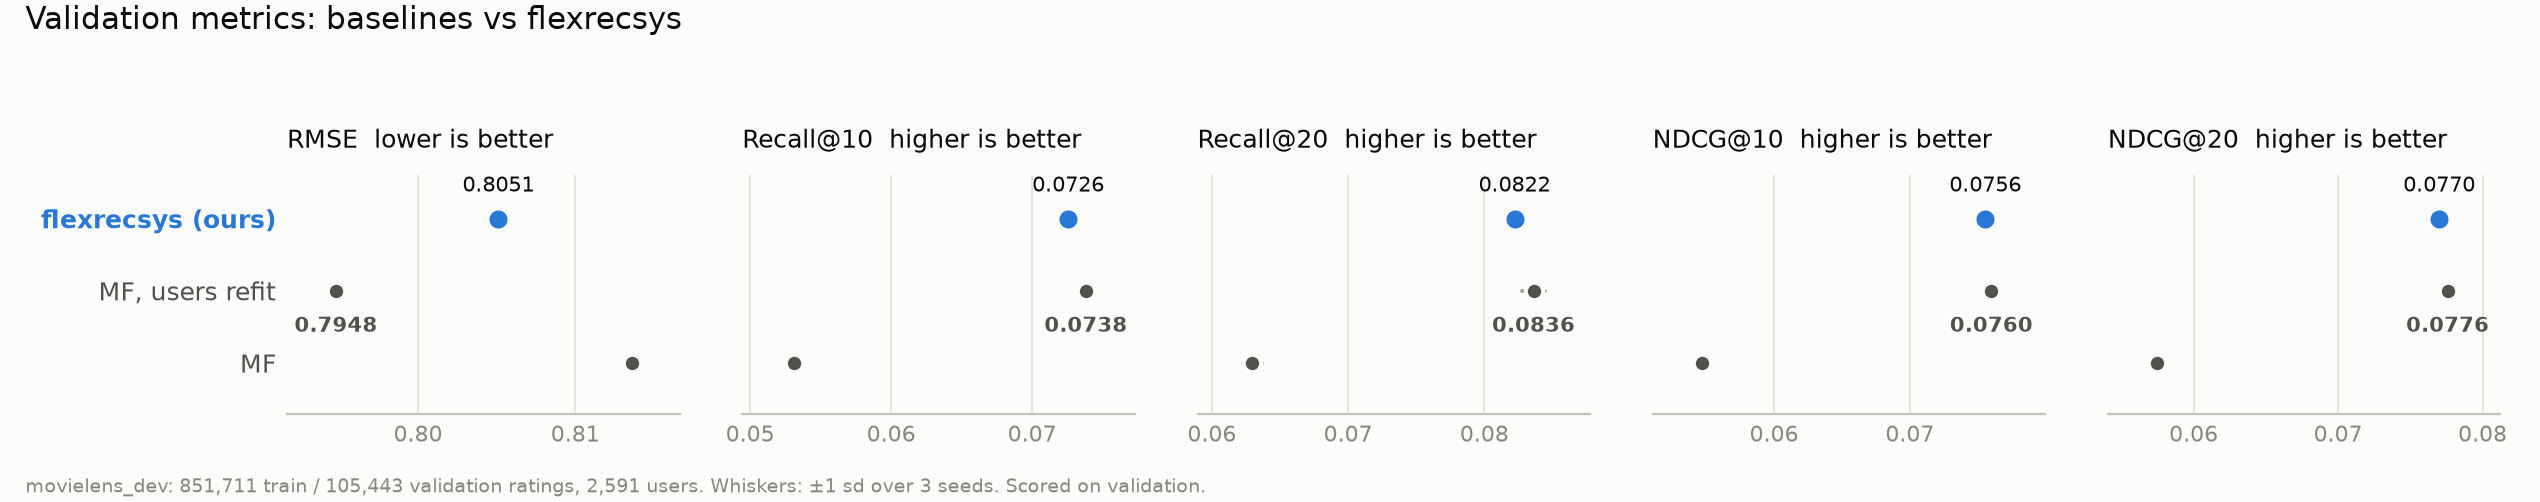 Validation metrics: baselines vs flexrecsys
RMSE  lower is better
Recall@10  higher is better
Recall@20  higher is better
NDCG@10  higher is better
NDCG@20  higher is better
0.8051
0.0726
0.0822
0.0756
0.0770
flexrecsys (ours)
MF, users refit
0.7948
0.0738
0.0836
0.0760
0.0776
MF
0.80
0.81
0.05
0.06
0.07
0.06
0.07
0.08
0.06
0.07
0.06
0.07
0.08
movielens_dev: 851,711 train / 105,443 validation ratings, 2,591 users. Whiskers: ±1 sd over 3 seeds. Scored on validation.